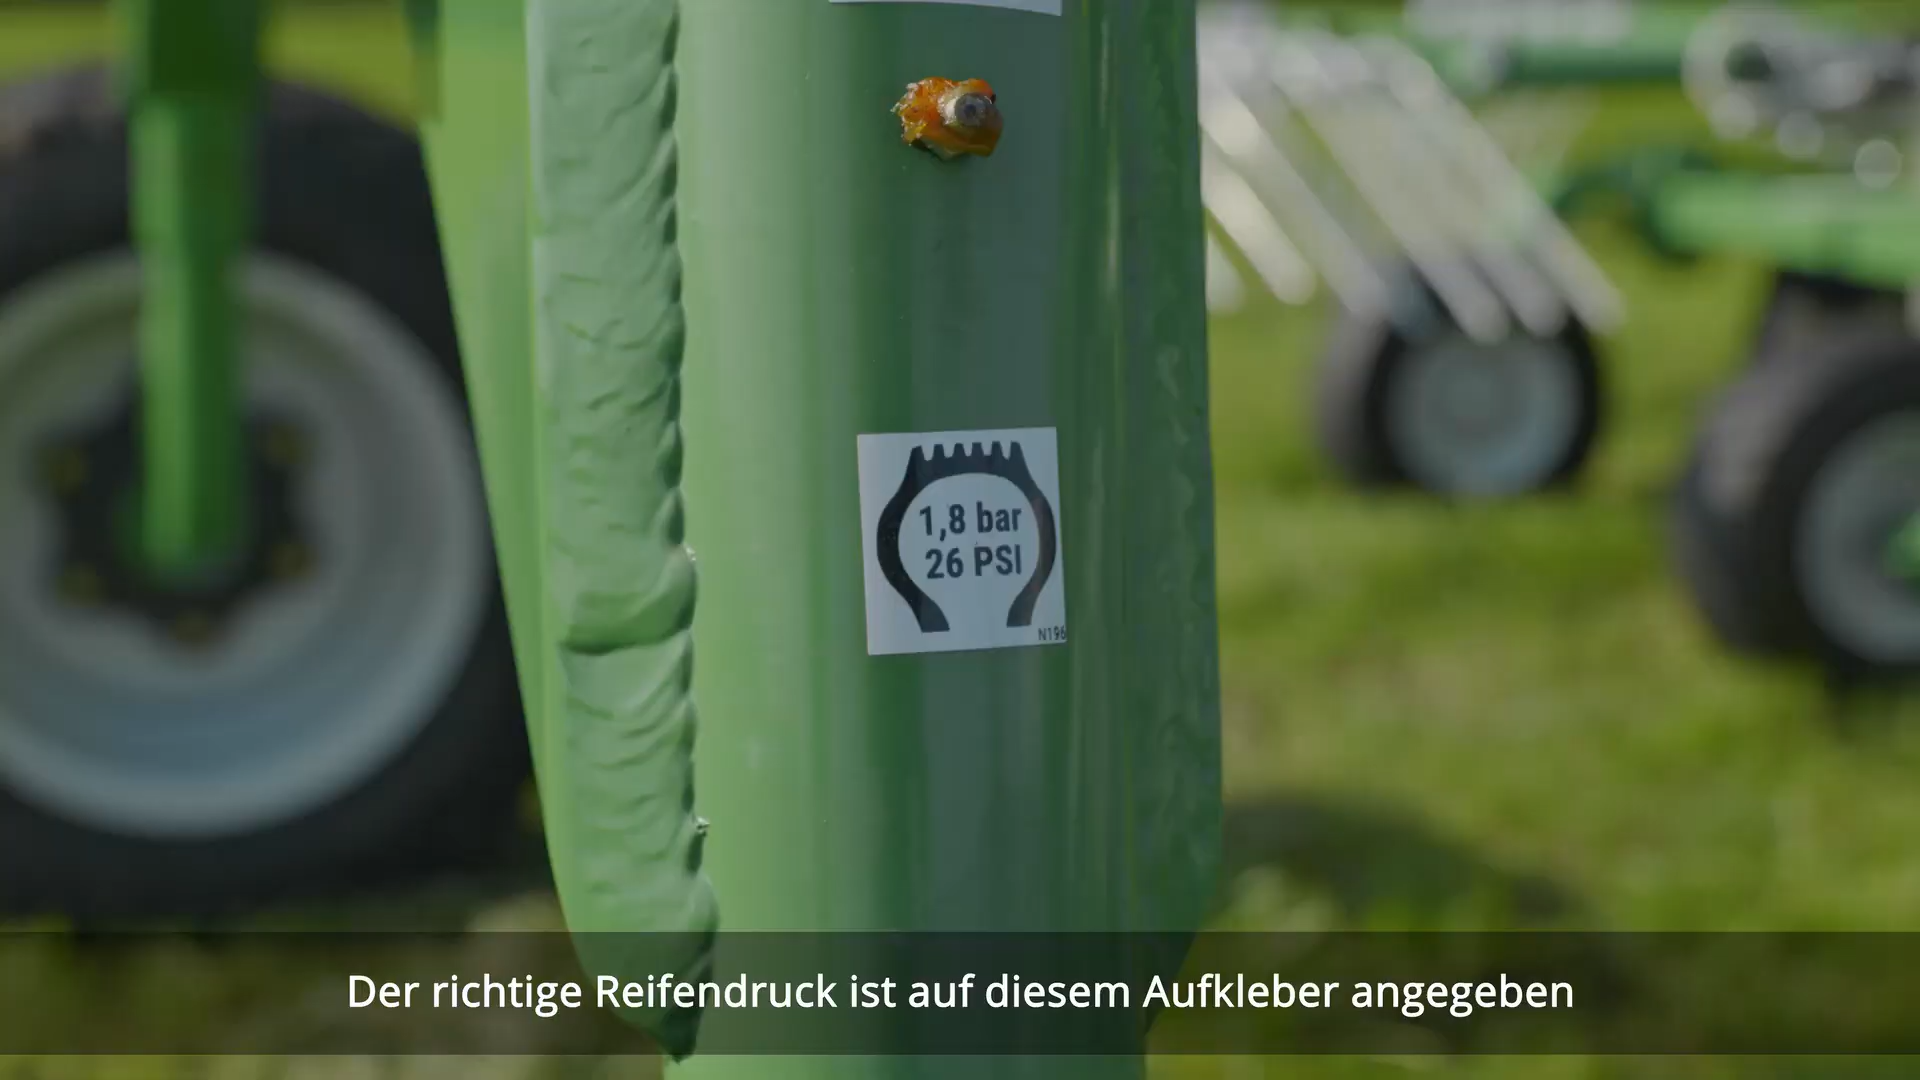 1,8 bar
26 PSI
N196
Der richtige Reifendruck ist auf diesem Aufkleber angegeben